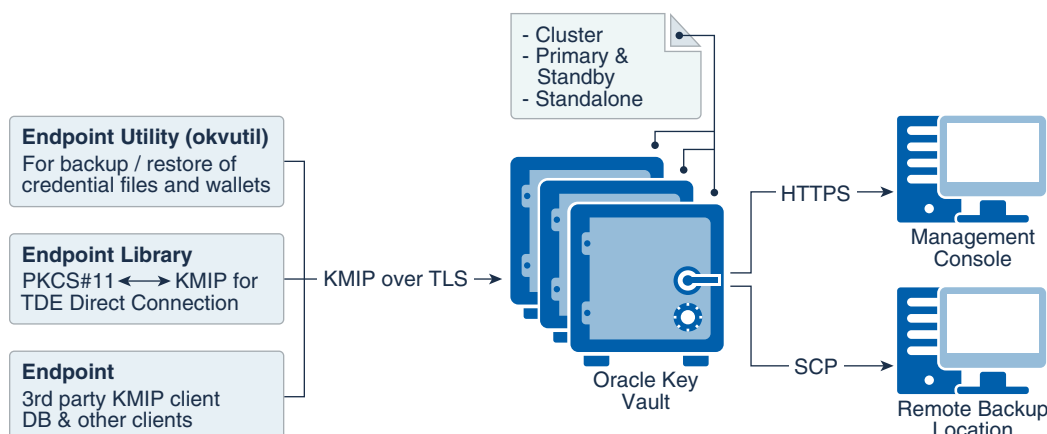 - Cluster
- Primary &
Standby
- Standalone
Endpoint Utility (okvutil)
For backup / restore of
credential files and wallets
Endpoint Library
PKCS#11 ⟷ KMIP for
TDE Direct Connection
Endpoint
3rd party KMIP client
DB & other clients
KMIP over TLS
Oracle Key
Vault
HTTPS
Management
Console
SCP
Remote Backup
Location